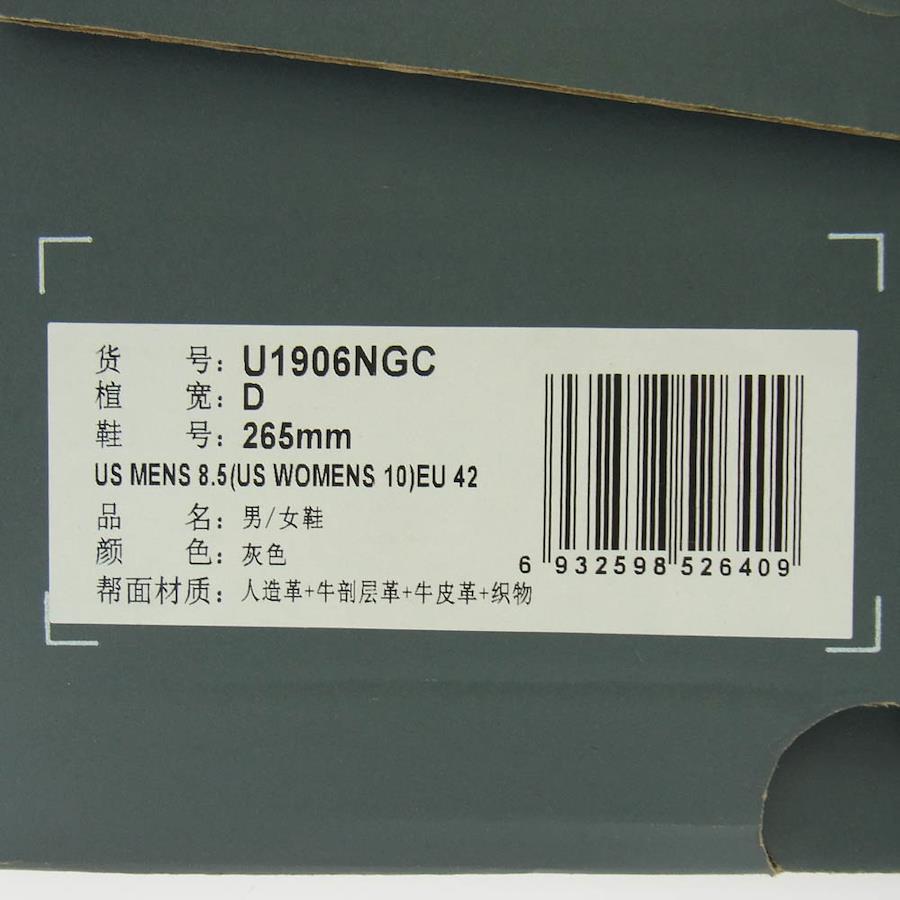 货 号：U1906NGC
楦 宽：D
鞋 号：265mm
US MENS 8.5(US WOMENS 10)EU 42
品 名：男/女鞋
颜 色：灰色
帮面材质：人造革+牛剖层革+牛皮革+织物
6 932598 526409